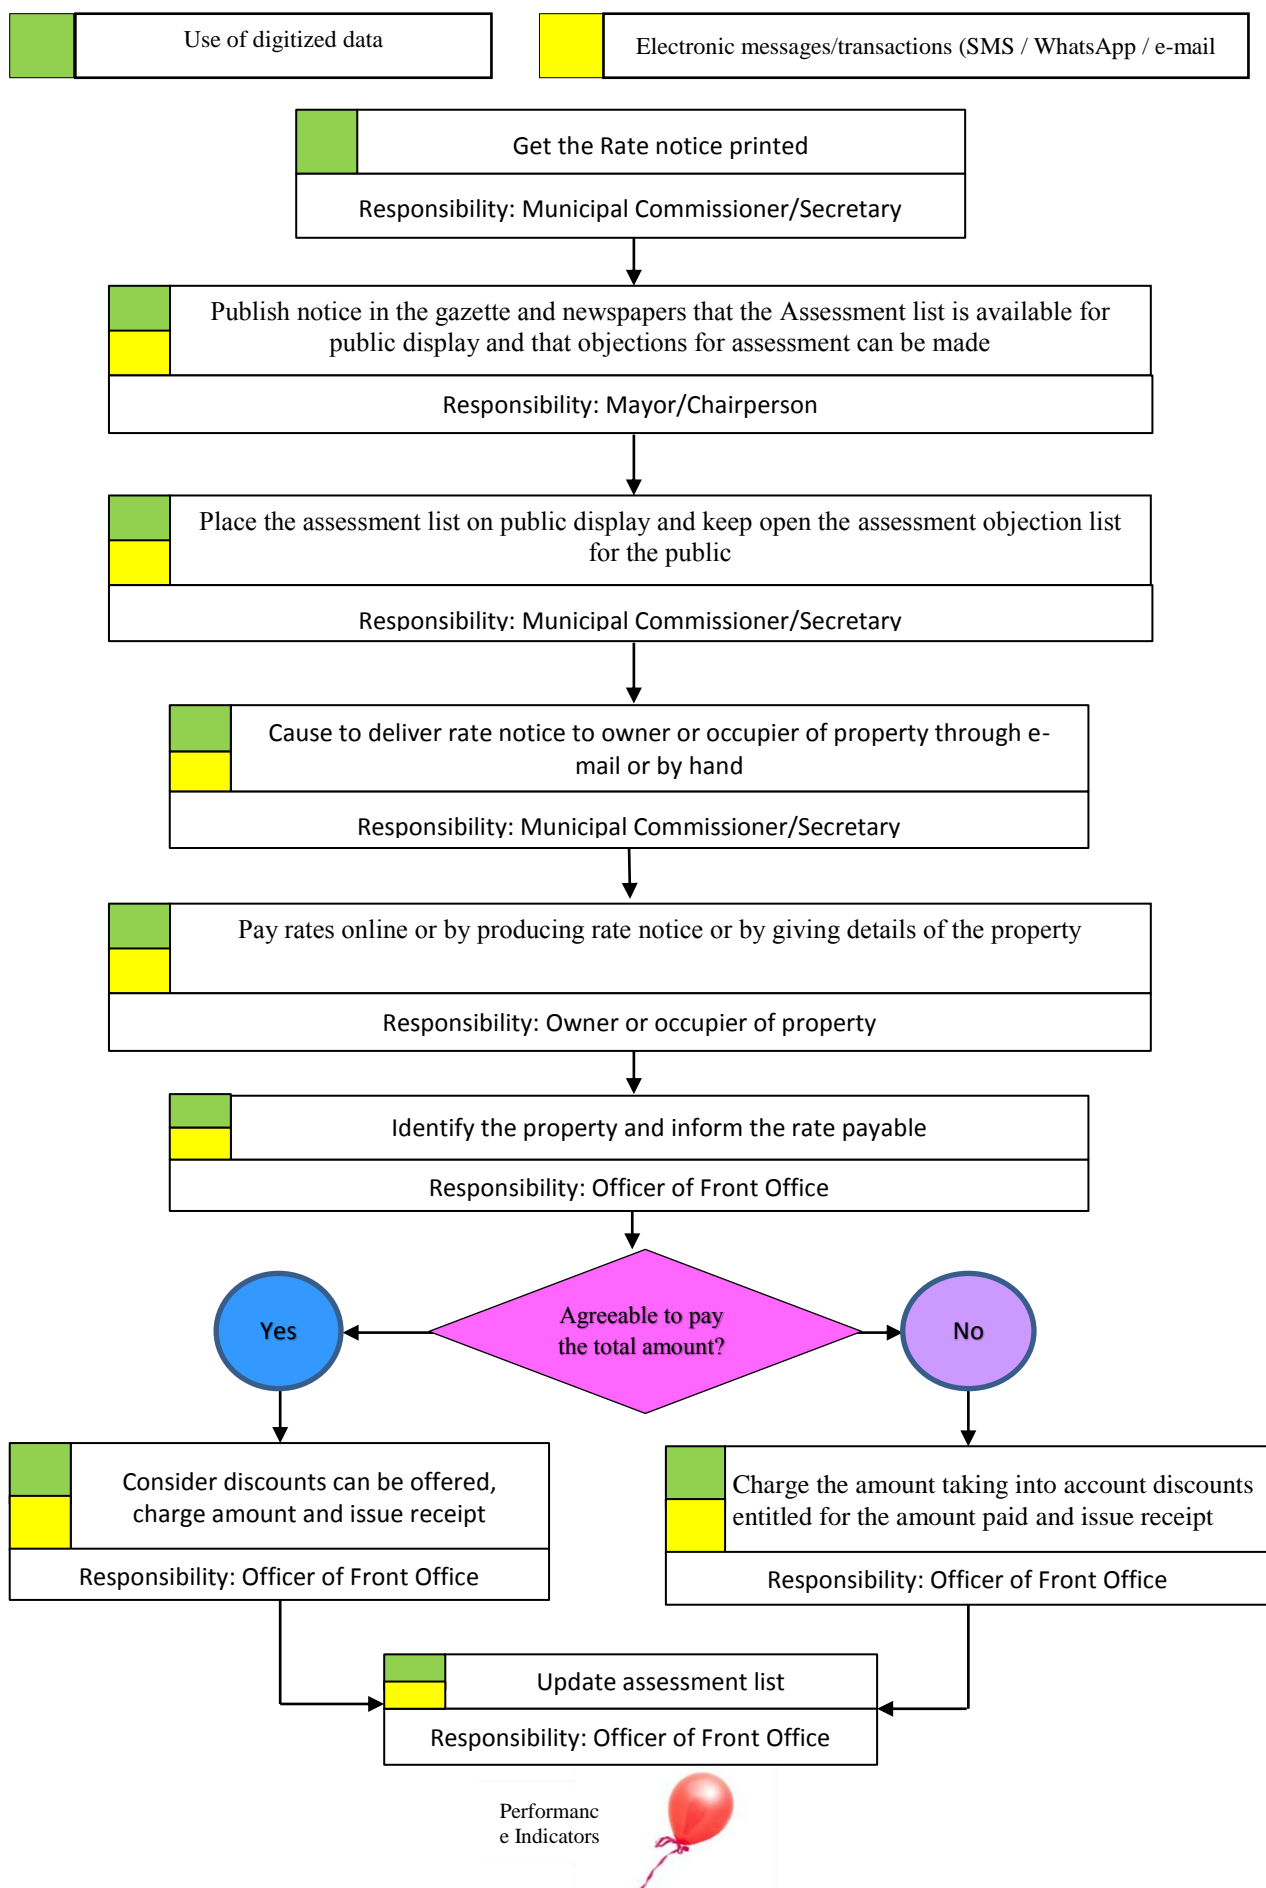 Use of digitized data
Electronic messages/transactions (SMS / WhatsApp / e-mail
Get the Rate notice printed
Responsibility: Municipal Commissioner/Secretary
Publish notice in the gazette and newspapers that the Assessment list is available for
public display and that objections for assessment can be made
Responsibility: Mayor/Chairperson
Place the assessment list on public display and keep open the assessment objection list
for the public
Responsibility: Municipal Commissioner/Secretary
Cause to deliver rate notice to owner or occupier of property through e-
mail or by hand
Responsibility: Municipal Commissioner/Secretary
Pay rates online or by producing rate notice or by giving details of the property
Responsibility: Owner or occupier of property
Identify the property and inform the rate payable
Responsibility: Officer of Front Office
Agreeable to pay
the total amount?
Yes
No
Consider discounts can be offered,
charge amount and issue receipt
Responsibility: Officer of Front Office
Charge the amount taking into account discounts
entitled for the amount paid and issue receipt
Responsibility: Officer of Front Office
Update assessment list
Responsibility: Officer of Front Office
Performanc
e Indicators